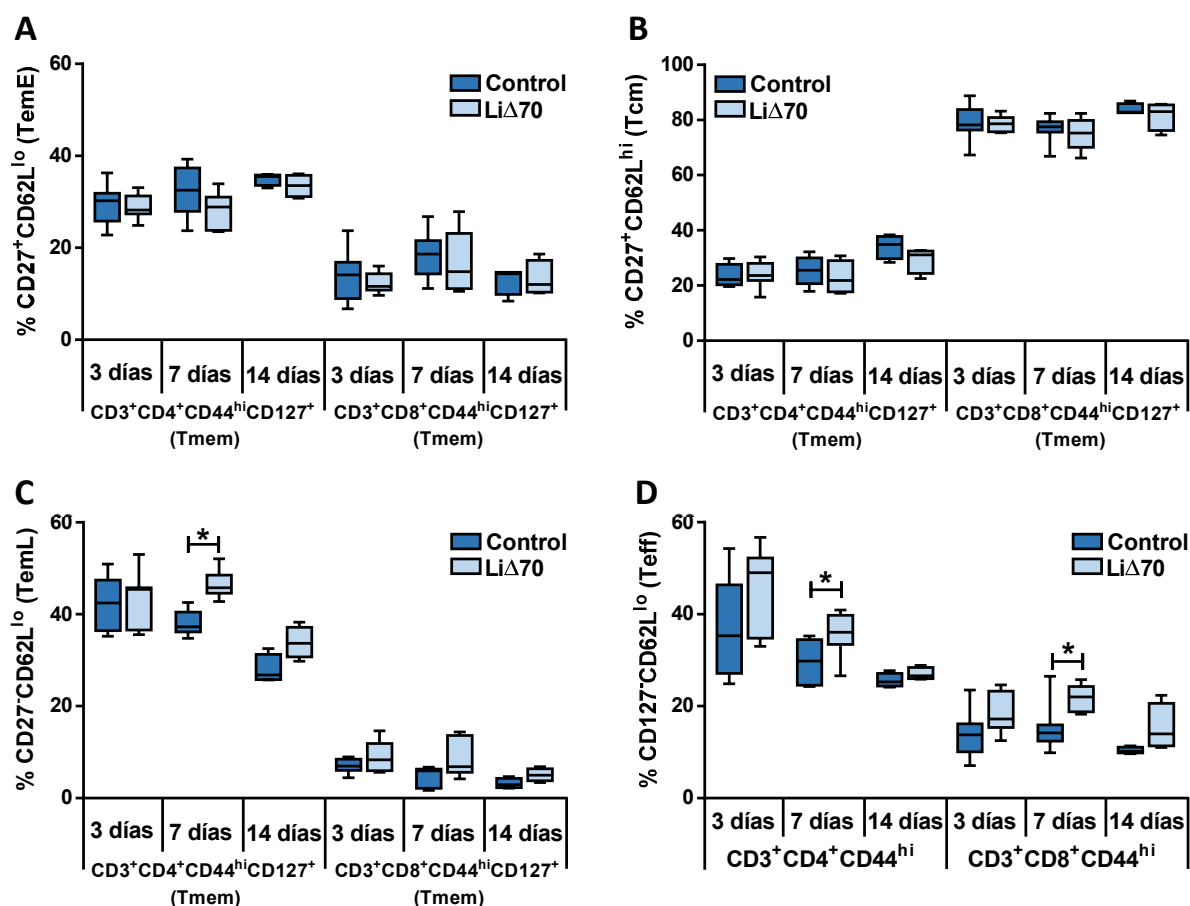 A
% CD27⁺CD62Lˡᵒ (TemE)
60
40
20
0
Control
LiΔ70
3 días 7 días 14 días 3 días 7 días 14 días
CD3⁺CD4⁺CD44ʰⁱCD127⁺ CD3⁺CD8⁺CD44ʰⁱCD127⁺
(Tmem) (Tmem)
B
% CD27⁺CD62Lʰⁱ (Tcm)
100
80
60
40
20
0
Control
LiΔ70
3 días 7 días 14 días 3 días 7 días 14 días
CD3⁺CD4⁺CD44ʰⁱCD127⁺ CD3⁺CD8⁺CD44ʰⁱCD127⁺
(Tmem) (Tmem)
C
% CD27⁻CD62Lˡᵒ (TemL)
60
40
20
0
*
Control
LiΔ70
3 días 7 días 14 días 3 días 7 días 14 días
CD3⁺CD4⁺CD44ʰⁱCD127⁺ CD3⁺CD8⁺CD44ʰⁱCD127⁺
(Tmem) (Tmem)
D
% CD127⁻CD62Lˡᵒ (Teff)
60
40
20
0
*
*
Control
LiΔ70
3 días 7 días 14 días 3 días 7 días 14 días
CD3⁺CD4⁺CD44ʰⁱ CD3⁺CD8⁺CD44ʰⁱ